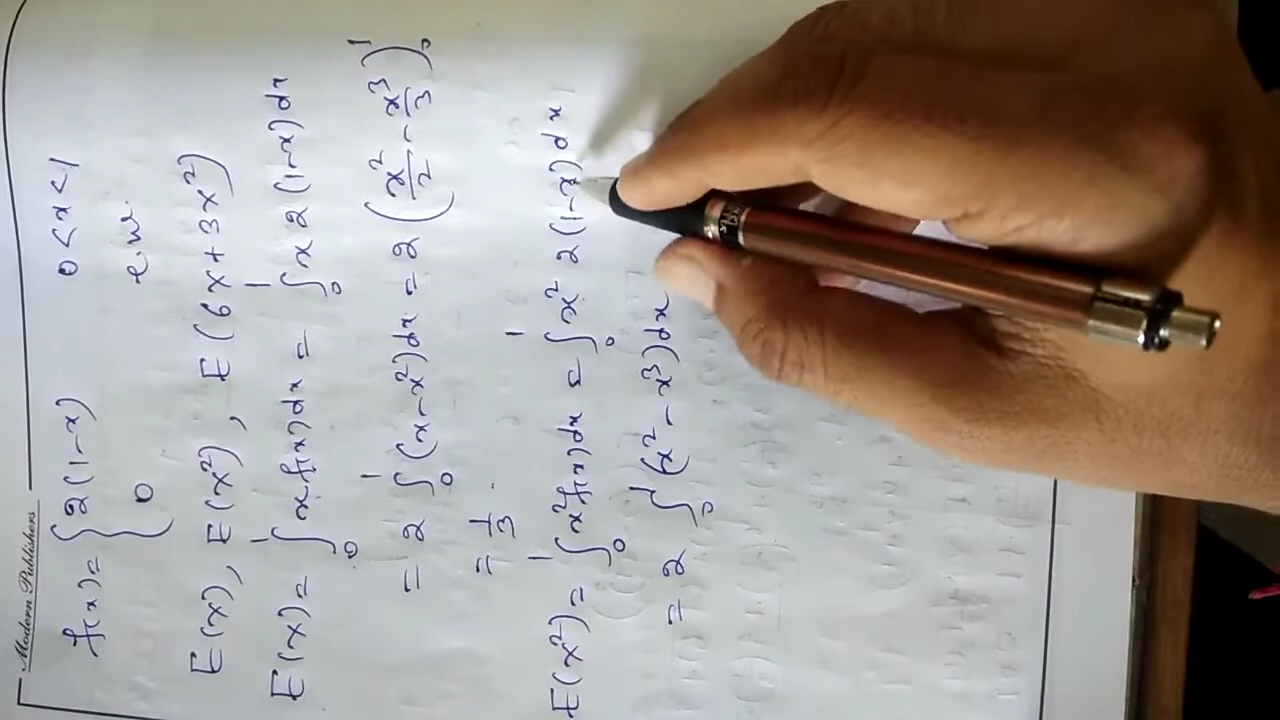 Modern Publishers
f(x) = { 2(1-x) 0<x<1
0 e.w.
E(x), E(x²), E(6x+3x²)
E(x) = ∫₀¹ x f(x) dx = ∫₀¹ x 2(1-x) dx
= 2 ∫₀¹ (x-x²) dx = 2 (x²/2 - x³/3)₀¹
= 1/3.
E(x²) = ∫₀¹ x² f(x) dx = ∫₀¹ x² 2(1-x) dx
= 2 ∫₀¹ (x²-x³) dx